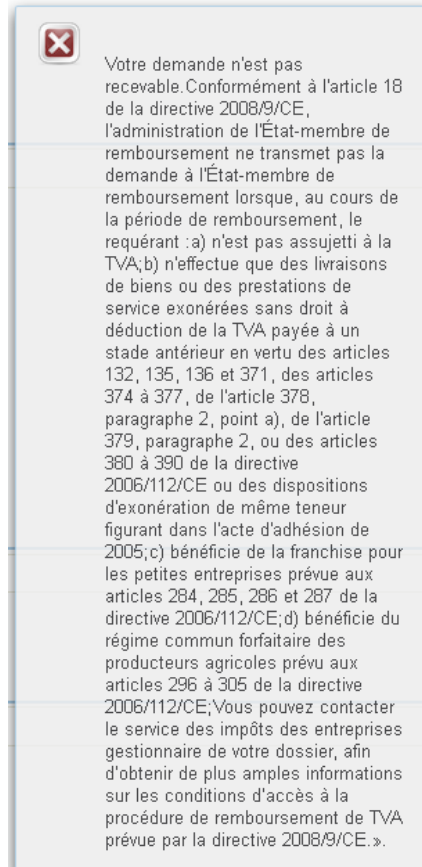 Votre demande n'est pas
recevable.Conformément à l'article 18
de la directive 2008/9/CE,
l'administration de l'État-membre de
remboursement ne transmet pas la
demande à l'État-membre de
remboursement lorsque, au cours de
la période de remboursement, le
requérant :a) n'est pas assujetti à la
TVA;b) n'effectue que des livraisons
de biens ou des prestations de
service exonérées sans droit à
déduction de la TVA payée à un
stade antérieur en vertu des articles
132, 135, 136 et 371, des articles
374 à 377, de l'article 378,
paragraphe 2, point a), de l'article
379, paragraphe 2, ou des articles
380 à 390 de la directive
2006/112/CE ou des dispositions
d'exonération de même teneur
figurant dans l'acte d'adhésion de
2005;c) bénéficie de la franchise pour
les petites entreprises prévue aux
articles 284, 285, 286 et 287 de la
directive 2006/112/CE;d) bénéficie du
régime commun forfaitaire des
producteurs agricoles prévu aux
articles 296 à 305 de la directive
2006/112/CE;Vous pouvez contacter
le service des impôts des entreprises
gestionnaire de votre dossier, afin
d'obtenir de plus amples informations
sur les conditions d'accès à la
procédure de remboursement de TVA
prévue par la directive 2008/9/CE.».